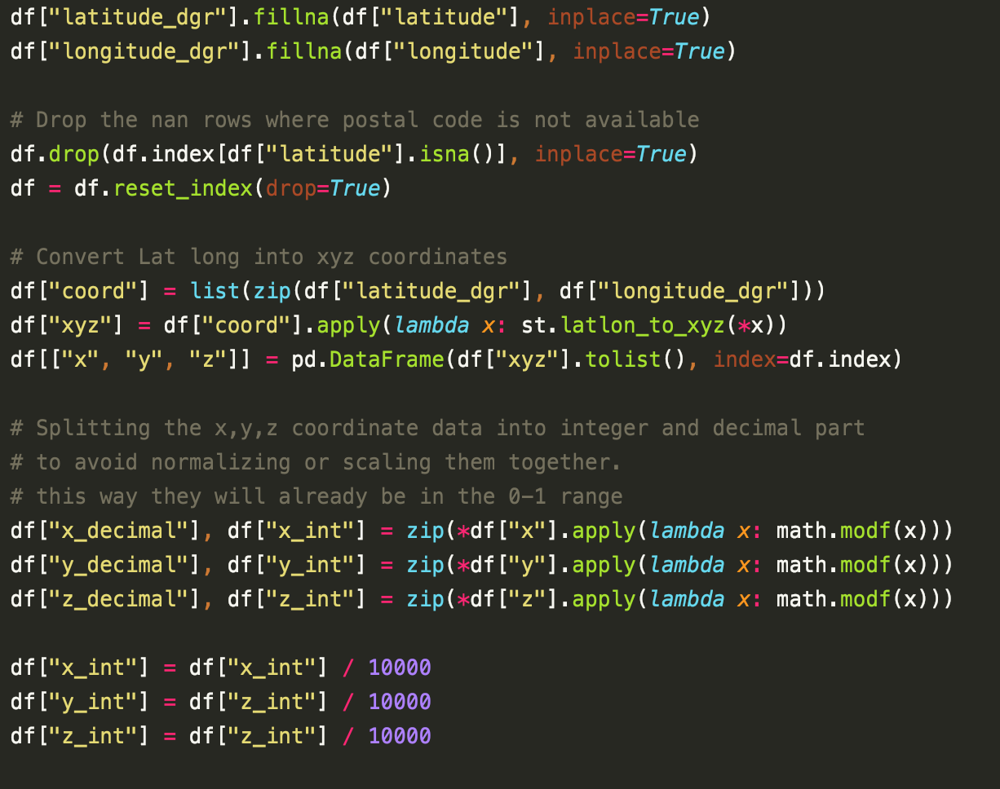 df["latitude_dgr"].fillna(df["latitude"], inplace=True)
df["longitude_dgr"].fillna(df["longitude"], inplace=True)
# Drop the nan rows where postal code is not available
df.drop(df.index[df["latitude"].isna()], inplace=True)
df = df.reset_index(drop=True)
# Convert Lat long into xyz coordinates
df["coord"] = list(zip(df["latitude_dgr"], df["longitude_dgr"]))
df["xyz"] = df["coord"].apply(lambda x: st.latlon_to_xyz(*x))
df[["x", "y", "z"]] = pd.DataFrame(df["xyz"].tolist(), index=df.index)
# Splitting the x,y,z coordinate data into integer and decimal part
# to avoid normalizing or scaling them together.
# this way they will already be in the 0-1 range
df["x_decimal"], df["x_int"] = zip(*df["x"].apply(lambda x: math.modf(x)))
df["y_decimal"], df["y_int"] = zip(*df["y"].apply(lambda x: math.modf(x)))
df["z_decimal"], df["z_int"] = zip(*df["z"].apply(lambda x: math.modf(x)))
df["x_int"] = df["x_int"] / 10000
df["y_int"] = df["z_int"] / 10000
df["z_int"] = df["z_int"] / 10000